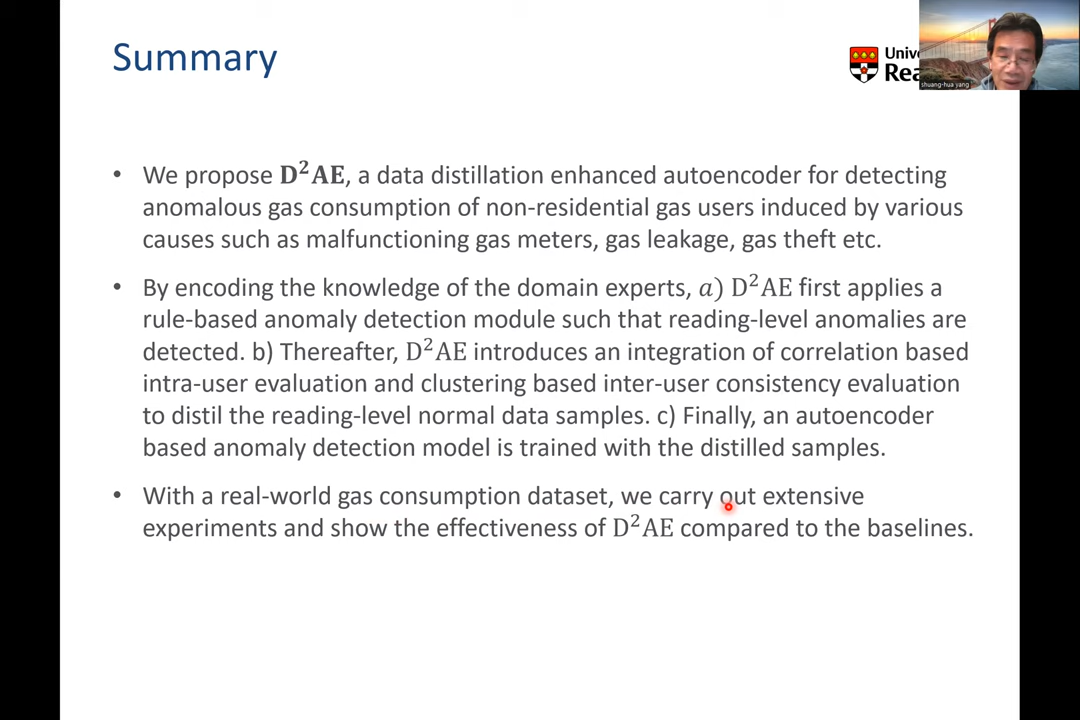 Summary
Unive
Rea
shuang-hua yang
• We propose D²AE, a data distillation enhanced autoencoder for detecting
anomalous gas consumption of non-residential gas users induced by various
causes such as malfunctioning gas meters, gas leakage, gas theft etc.
• By encoding the knowledge of the domain experts, a) D²AE first applies a
rule-based anomaly detection module such that reading-level anomalies are
detected. b) Thereafter, D²AE introduces an integration of correlation based
intra-user evaluation and clustering based inter-user consistency evaluation
to distil the reading-level normal data samples. c) Finally, an autoencoder
based anomaly detection model is trained with the distilled samples.
• With a real-world gas consumption dataset, we carry out extensive
experiments and show the effectiveness of D²AE compared to the baselines.